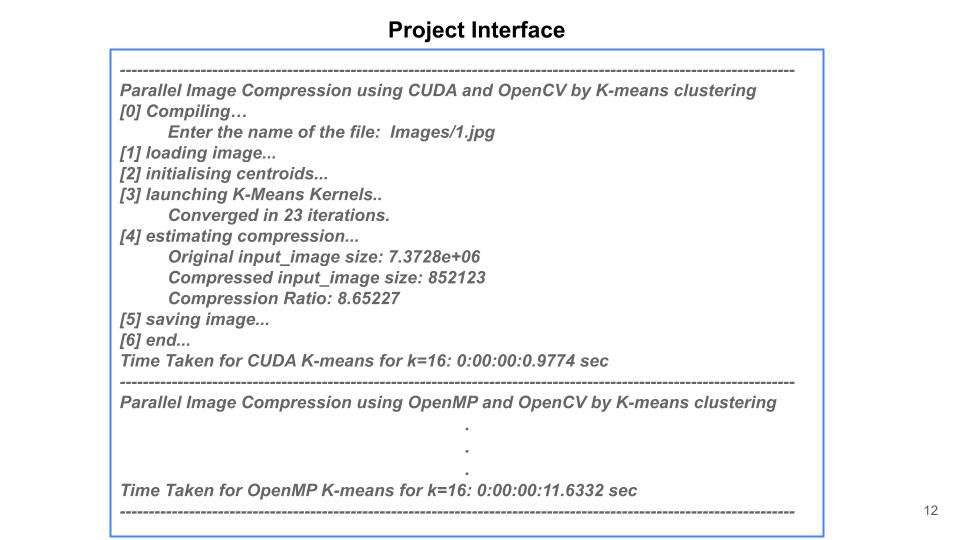 Project Interface
--------------------------------------------------------------------------------------------------------------------
Parallel Image Compression using CUDA and OpenCV by K-means clustering
[0] Compiling…
Enter the name of the file:  Images/1.jpg
[1] loading image...
[2] initialising centroids...
[3] launching K-Means Kernels..
Converged in 23 iterations.
[4] estimating compression...
Original input_image size: 7.3728e+06
Compressed input_image size: 852123
Compression Ratio: 8.65227
[5] saving image...
[6] end...
Time Taken for CUDA K-means for k=16: 0:00:00:0.9774 sec
--------------------------------------------------------------------------------------------------------------------
Parallel Image Compression using OpenMP and OpenCV by K-means clustering
.
.
.
Time Taken for OpenMP K-means for k=16: 0:00:00:11.6332 sec
--------------------------------------------------------------------------------------------------------------------
12